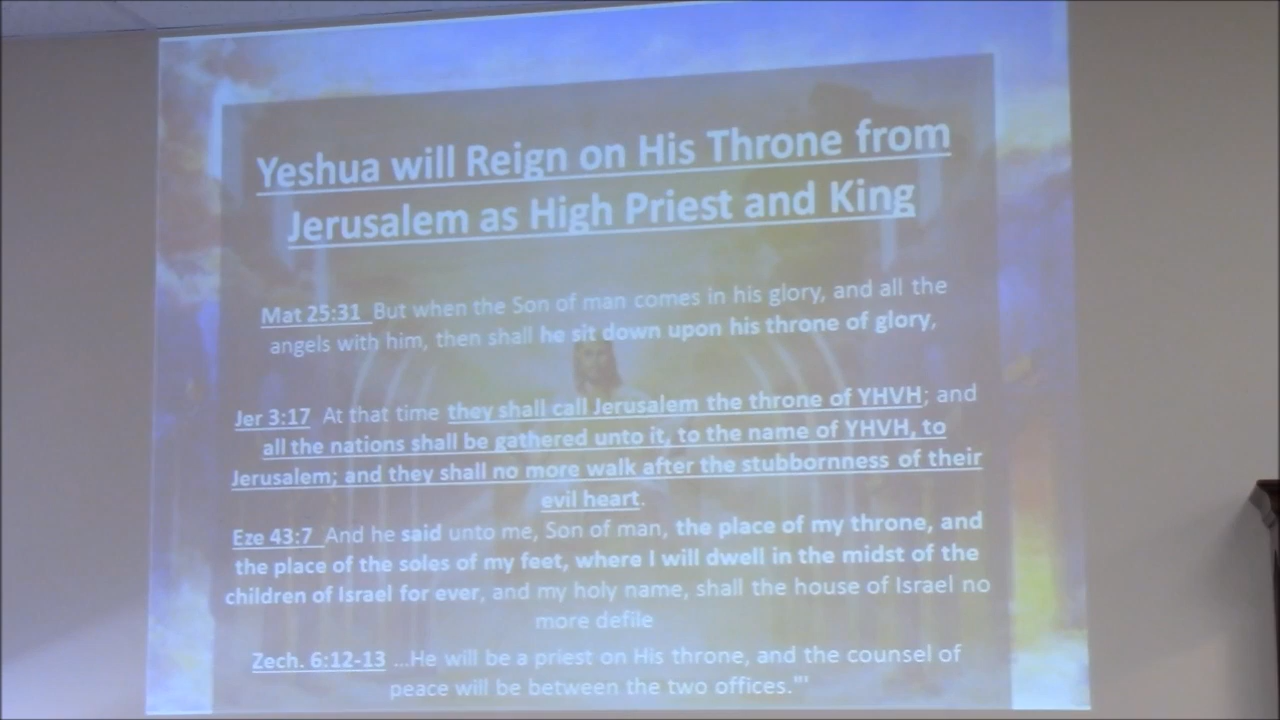 Yeshua will Reign on His Throne from
Jerusalem as High Priest and King
Mat 25:31 But when the Son of man comes in his glory, and all the
angels with him, then shall he sit down upon his throne of glory,
Jer 3:17 At that time they shall call Jerusalem the throne of YHVH; and
all the nations shall be gathered unto it, to the name of YHVH, to
Jerusalem; and they shall no more walk after the stubbornness of their
evil heart.
Eze 43:7 And he said unto me, Son of man, the place of my throne, and
the place of the soles of my feet, where I will dwell in the midst of the
children of Israel for ever, and my holy name, shall the house of Israel no
more defile
Zech. 6:12-13 ...He will be a priest on His throne, and the counsel of
peace will be between the two offices."'